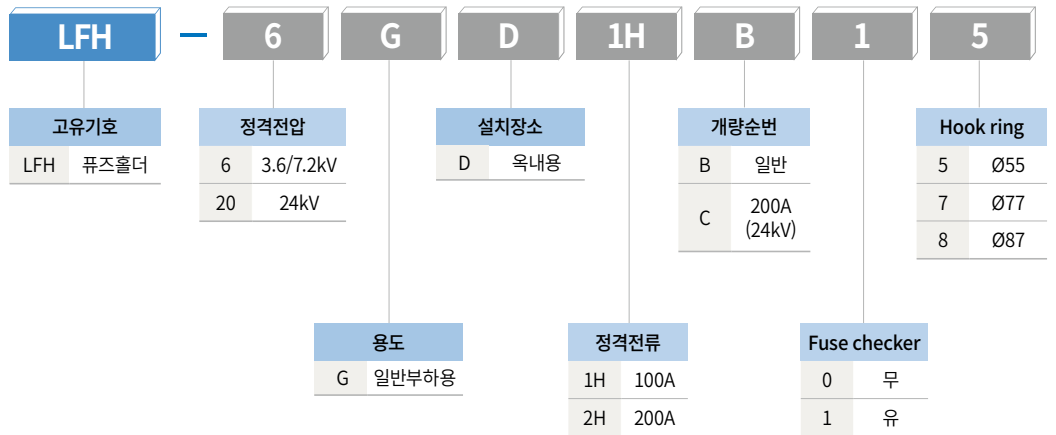 LFH — 6 G D 1H B 1 5
고유기호
LFH 퓨즈홀더
정격전압
6 3.6/7.2kV
20 24kV
설치장소
D 옥내용
개량순번
B 일반
C 200A
(24kV)
Hook ring
5 Ø55
7 Ø77
8 Ø87
용도
G 일반부하용
정격전류
1H 100A
2H 200A
Fuse checker
0 무
1 유